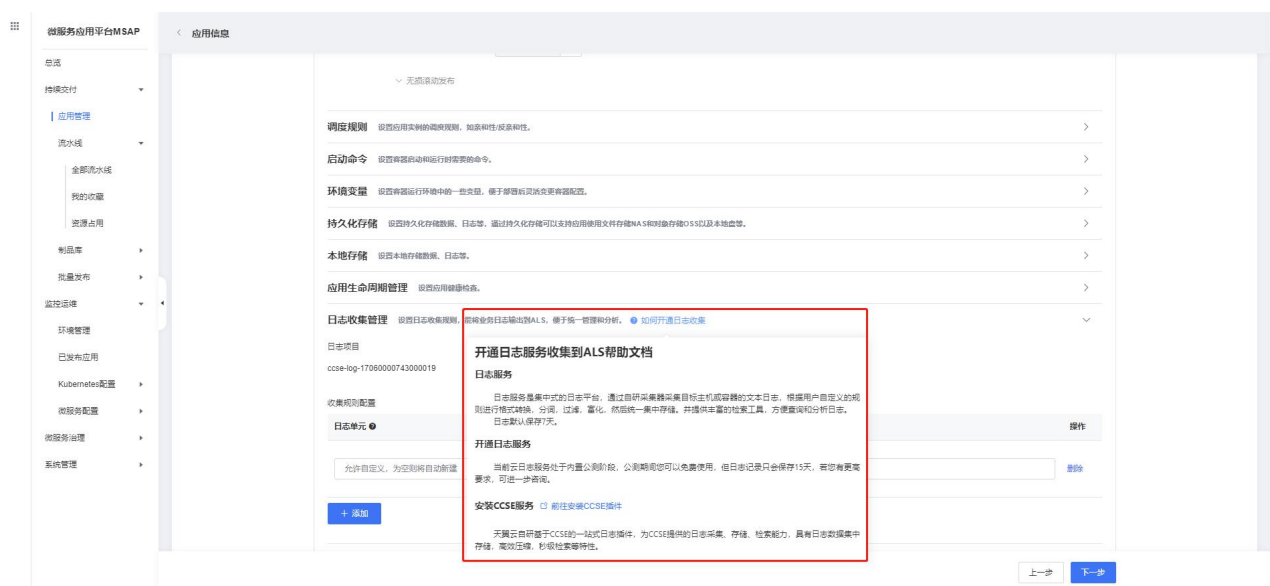 微服务应用平台MSAP
应用信息
总览
持续交付
应用管理
流水线
全部流水线
我的收藏
资源占用
制品库
批量发布
监控运维
环境管理
已发布应用
Kubernetes配置
微服务配置
微服务治理
系统管理
无损滚动发布
调度规则 设置应用实例的调度规则，如亲和性/反亲和性。
启动命令 设置容器启动和运行时需要的命令。
环境变量 设置容器运行环境中的一些变量，便于部署后灵活变更容器配置。
持久化存储 设置持久化存储数据、日志等，通过持久化存储可以支持应用使用文件存储NAS和对象存储OSS以及本地盘等。
本地存储 设置本地存储数据、日志等。
应用生命周期管理 设置应用健康检查。
日志收集管理 设置日志收集规则，能将业务日志输出到ALS，便于统一管理和分析。 如何开通日志收集
日志项目
ccse-log-17060000743000019
收集规则配置
日志单元
操作
允许自定义，为空则将自动新建
删除
+ 添加
开通日志服务收集到ALS帮助文档
日志服务
日志服务是集中式的日志平台，通过自研采集器采集目标主机或容器的文本日志，根据用户自定义的规
则进行格式转换、分词、过滤、富化、然后统一集中存储。并提供丰富的检索工具，方便查询和分析日志。
日志默认保存7天。
开通日志服务
当前云日志服务处于内置公测阶段，公测期间您可以免费使用，但日志记录只会保存15天，若您有更高
要求，可进一步咨询。
安装CCSE服务 前往安装CCSE插件
天翼云自研基于CCSE的一站式日志插件，为CCSE提供的日志采集、存储、检索能力，具有日志数据集中
存储，高效压缩，秒级检索等特性。
上一步
下一步